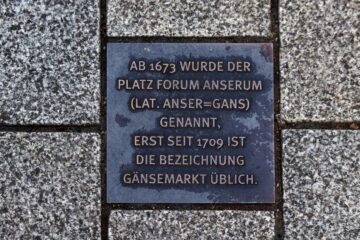 AB 1673 WURDE DER
PLATZ FORUM ANSERUM
(LAT. ANSER=GANS)
GENANNT,
ERST SEIT 1709 IST
DIE BEZEICHNUNG
GÄNSEMARKT ÜBLICH.